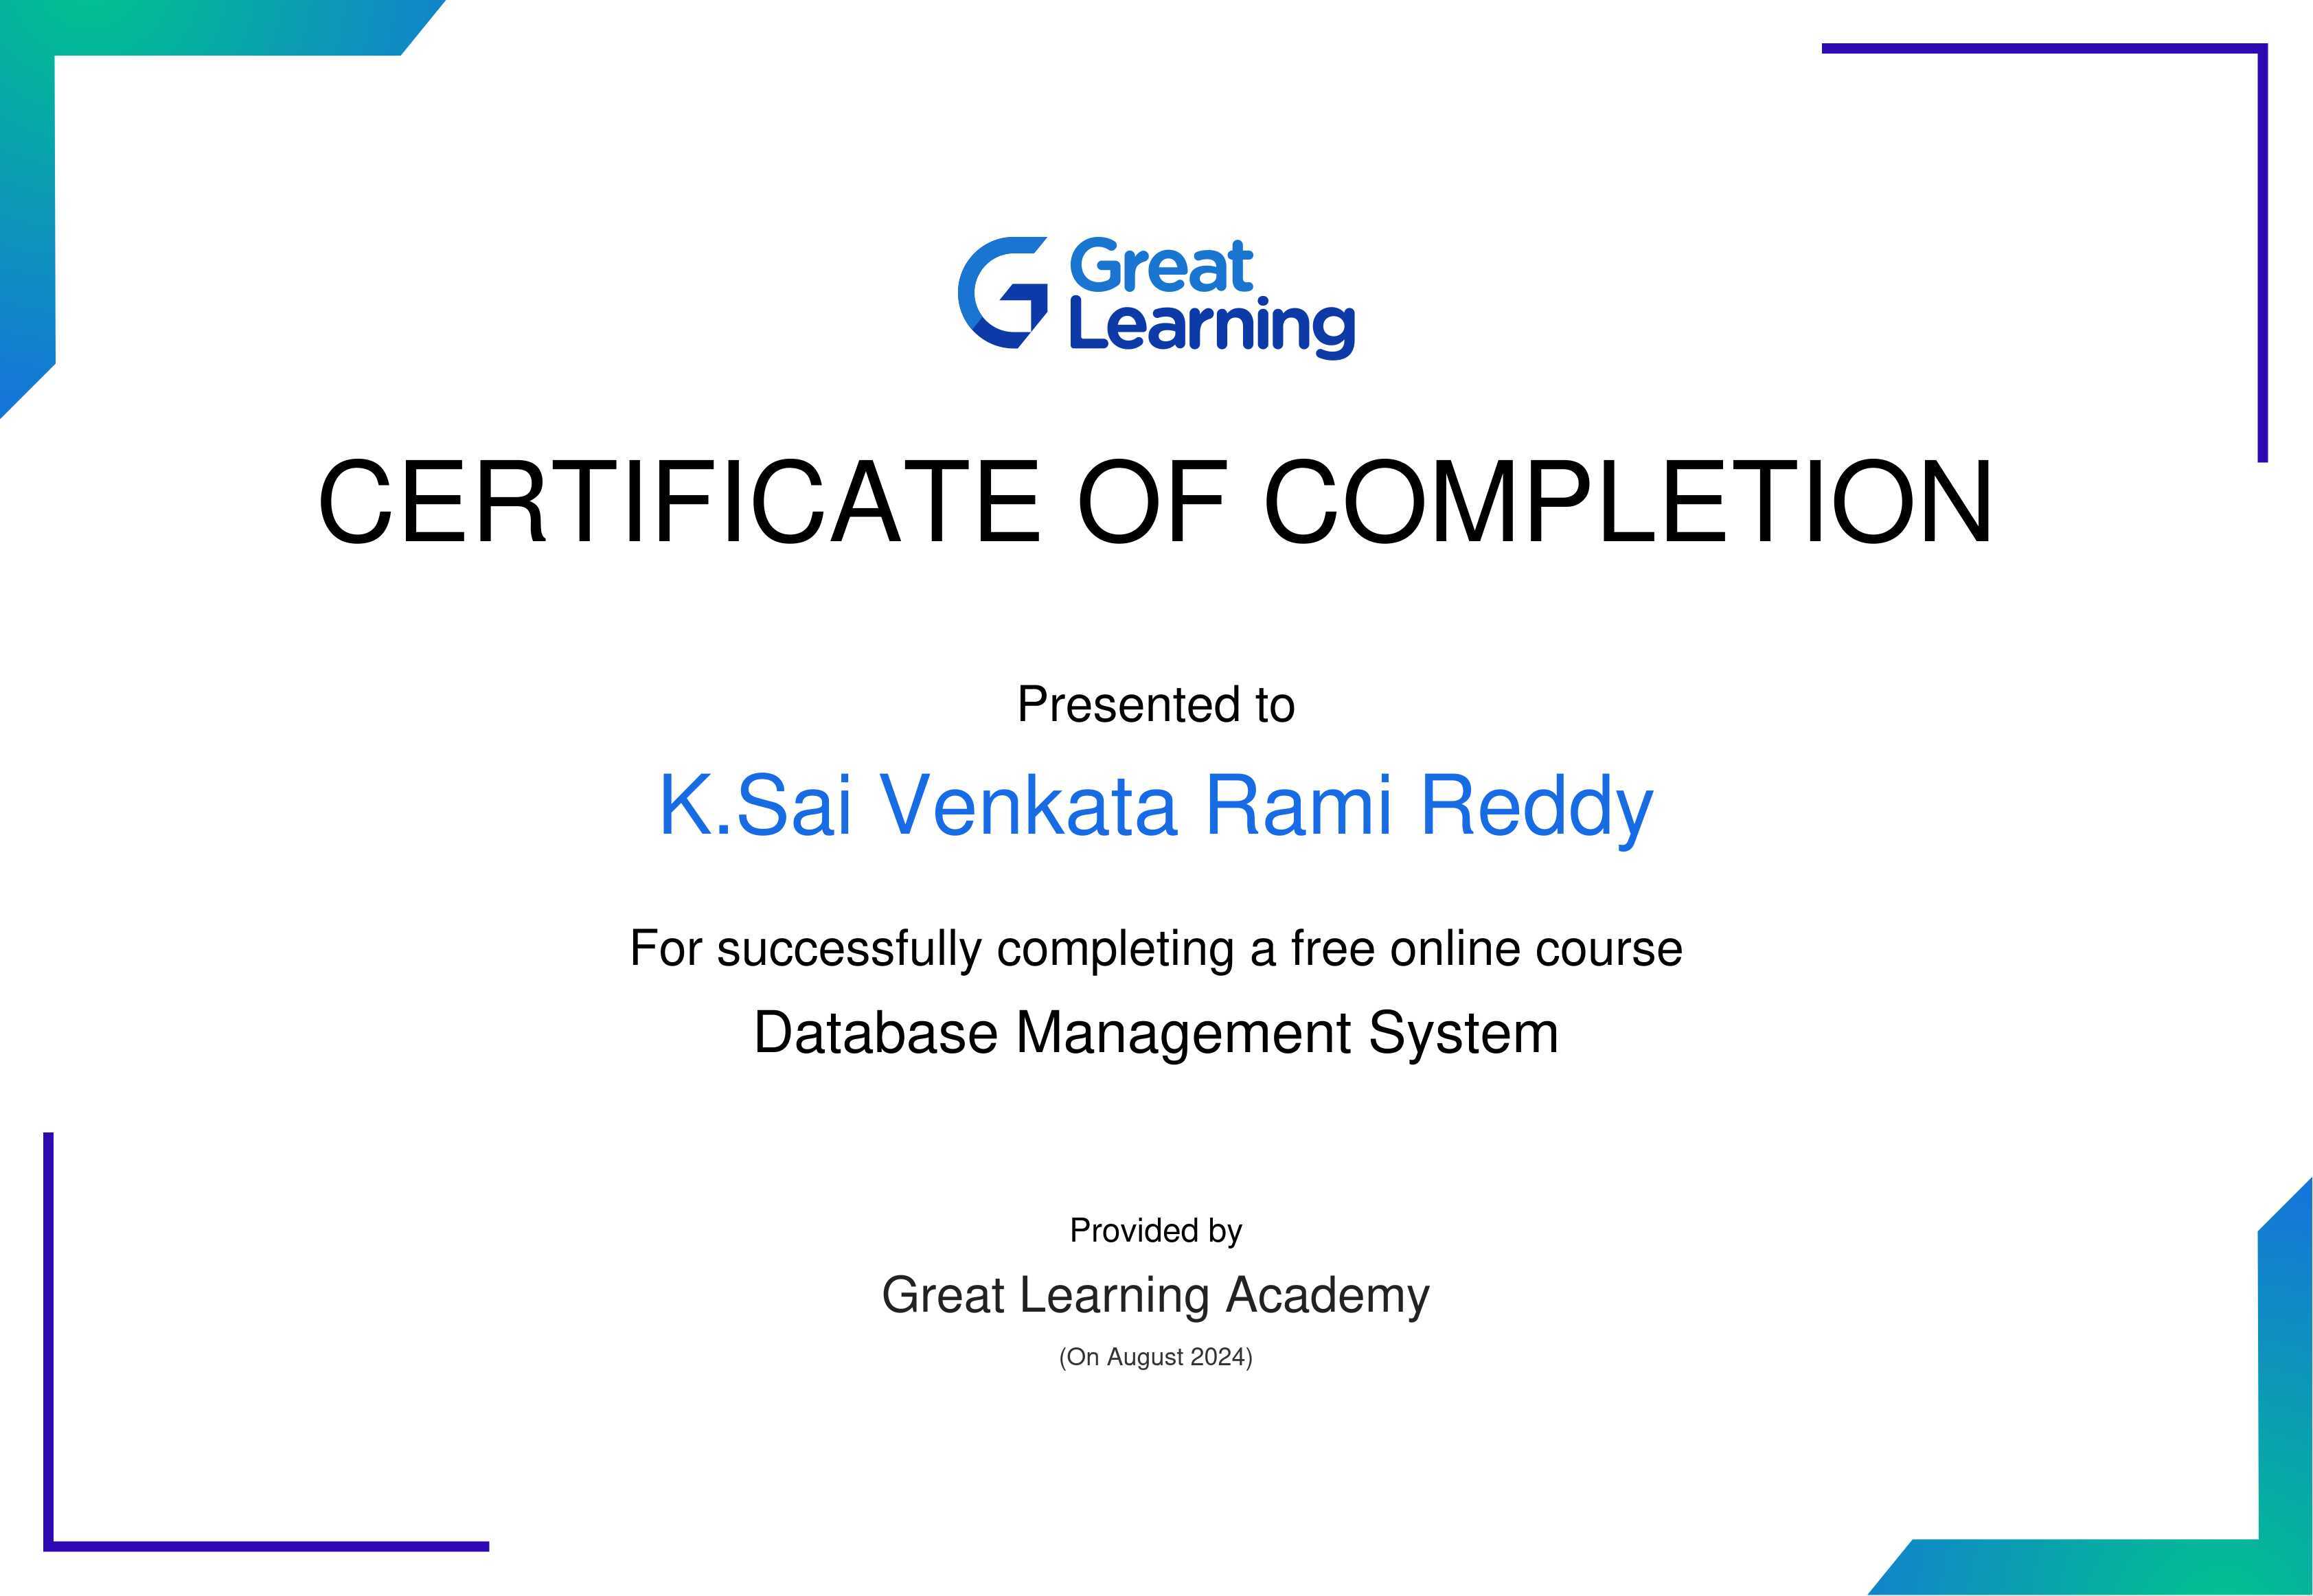 Great
Learning
CERTIFICATE OF COMPLETION
Presented to
K.Sai Venkata Rami Reddy
For successfully completing a free online course
Database Management System
Provided by
Great Learning Academy
(On August 2024)